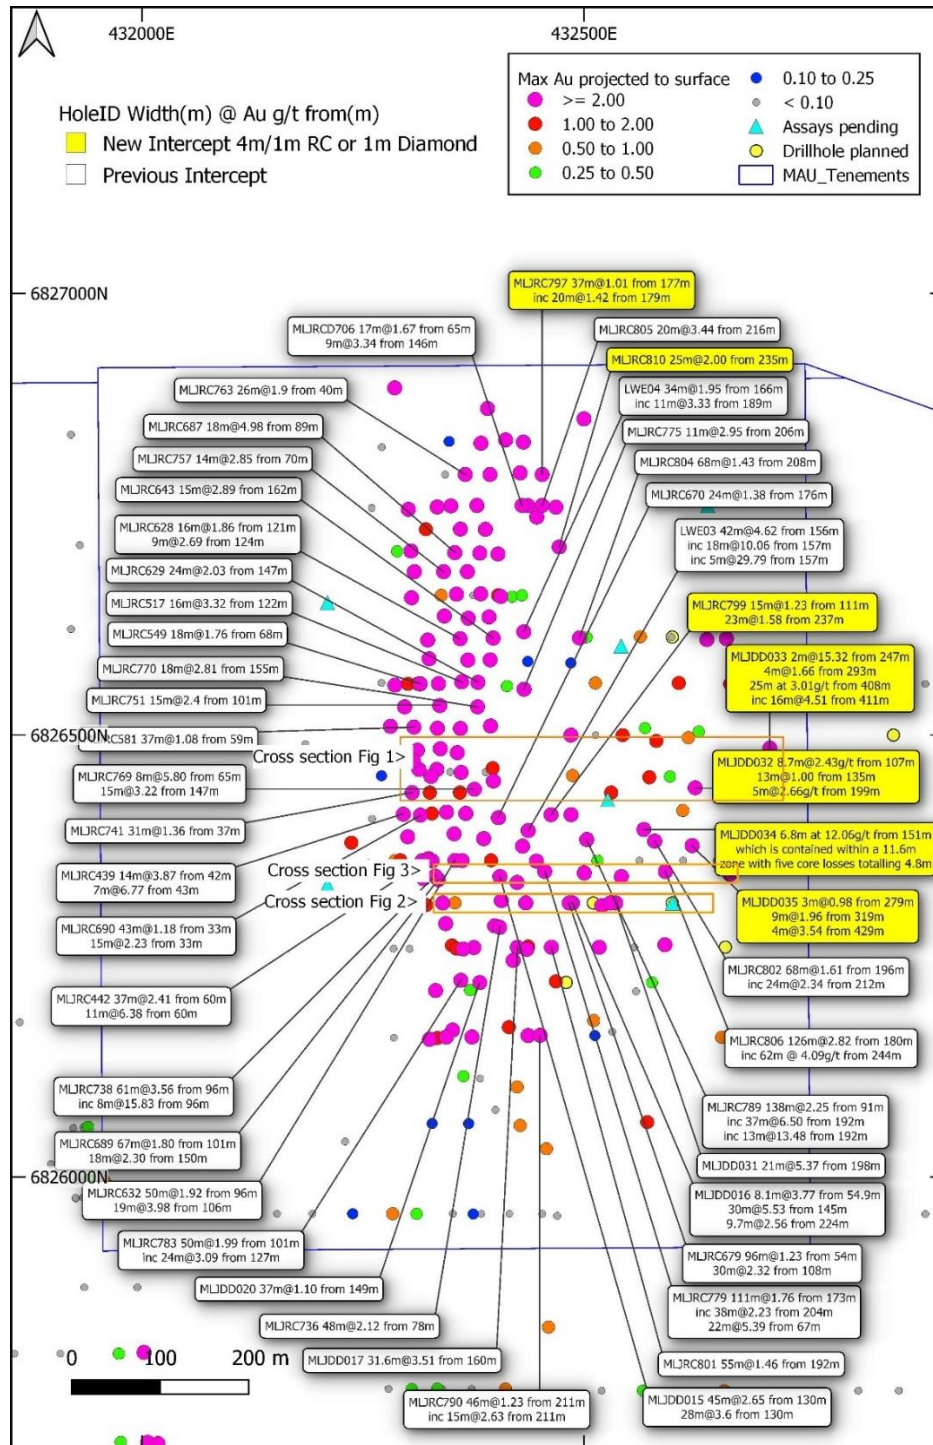 432000E
432500E
Max Au projected to surface
>= 2.00
1.00 to 2.00
0.50 to 1.00
0.25 to 0.50
0.10 to 0.25
< 0.10
Assays pending
Drillhole planned
MAU_Tenements
HoleID Width(m) @ Au g/t from(m)
New Intercept 4m/1m RC or 1m Diamond
Previous Intercept
6827000N
MLJRC797 37m@1.01 from 177m
inc 20m@1.42 from 179m
MLJRCD706 17m@1.67 from 65m
9m@3.34 from 146m
MLJRC805 20m@3.44 from 216m
MLJRC810 25m@2.00 from 235m
MLJRC763 26m@1.9 from 40m
LWE04 34m@1.95 from 166m
inc 11m@3.33 from 189m
MLJRC687 18m@4.98 from 89m
MLJRC775 11m@2.95 from 206m
MLJRC757 14m@2.85 from 70m
MLJRC804 68m@1.43 from 208m
MLJRC643 15m@2.89 from 162m
MLJRC670 24m@1.38 from 176m
MLJRC628 16m@1.86 from 121m
9m@2.69 from 124m
LWE03 42m@4.62 from 156m
inc 18m@10.06 from 157m
inc 5m@29.79 from 157m
MLJRC629 24m@2.03 from 147m
MLJRC517 16m@3.32 from 122m
MLJRC799 15m@1.23 from 111m
23m@1.58 from 237m
MLJRC549 18m@1.76 from 68m
MLJRC770 18m@2.81 from 155m
MLJDD033 2m@15.32 from 247m
4m@1.66 from 293m
25m at 3.01g/t from 408m
inc 16m@4.51 from 411m
MLJRC751 15m@2.4 from 101m
6826500N
RC581 37m@1.08 from 59m
Cross section Fig 1>
MLJDD032 8.7m@2.43g/t from 107m
13m@1.00 from 135m
5m@2.66g/t from 199m
MLJRC769 8m@5.80 from 65m
15m@3.22 from 147m
MLJRC741 31m@1.36 from 37m
MLJDD034 6.8m at 12.06g/t from 151m
which is contained within a 11.6m
zone with five core losses totalling 4.8m
MLJRC439 14m@3.87 from 42m
7m@6.77 from 43m
Cross section Fig 3>
Cross section Fig 2>
MLJDD035 3m@0.98 from 279m
9m@1.96 from 319m
4m@3.54 from 429m
MLJRC690 43m@1.18 from 33m
15m@2.23 from 33m
MLJRC802 68m@1.61 from 196m
inc 24m@2.34 from 212m
MLJRC442 37m@2.41 from 60m
11m@6.38 from 60m
MLJRC806 126m@2.82 from 180m
inc 62m @ 4.09g/t from 244m
MLJRC738 61m@3.56 from 96m
inc 8m@15.83 from 96m
MLJRC789 138m@2.25 from 91m
inc 37m@6.50 from 192m
inc 13m@13.48 from 192m
MLJRC689 67m@1.80 from 101m
18m@2.30 from 150m
MLJDD031 21m@5.37 from 198m
6826000N
MLJRC632 50m@1.92 from 96m
19m@3.98 from 106m
MLJDD016 8.1m@3.77 from 54.9m
30m@5.53 from 145m
9.7m@2.56 from 224m
MLJRC783 50m@1.99 from 101m
inc 24m@3.09 from 127m
MLJRC679 96m@1.23 from 54m
30m@2.32 from 108m
MLJDD020 37m@1.10 from 149m
MLJRC779 111m@1.76 from 173m
inc 38m@2.23 from 204m
22m@5.39 from 67m
MLJRC736 48m@2.12 from 78m
MLJDD017 31.6m@3.51 from 160m
MLJRC801 55m@1.46 from 192m
0 100 200 m
MLJRC790 46m@1.23 from 211m
inc 15m@2.63 from 211m
MLJDD015 45m@2.65 from 130m
28m@3.6 from 130m